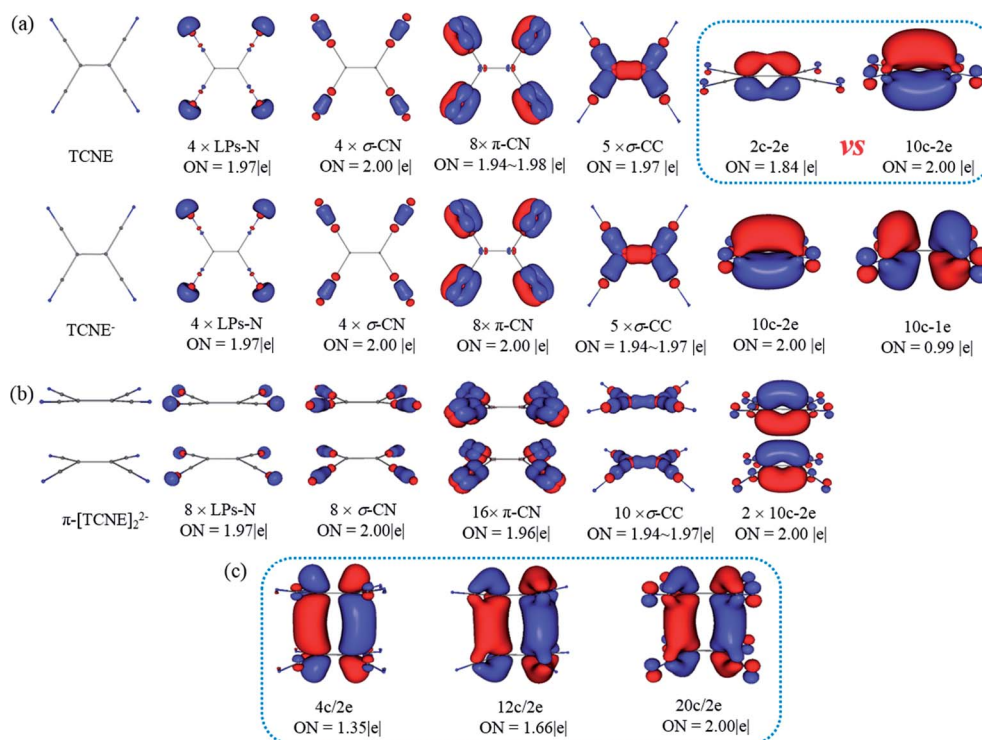 (a)
TCNE
4 × LPs-N
ON = 1.97|e|
4 × σ-CN
ON = 2.00 |e|
8× π-CN
ON = 1.94~1.98 |e|
5 × σ-CC
ON = 1.97 |e|
2c-2e
ON = 1.84 |e|
vs
10c-2e
ON = 2.00 |e|
TCNE-
4 × LPs-N
ON = 1.97|e|
4 × σ-CN
ON = 2.00 |e|
8× π-CN
ON = 2.00 |e|
5 ×σ-CC
ON = 1.94~1.97 |e|
10c-2e
ON = 2.00 |e|
10c-1e
ON = 0.99 |e|
(b)
π-[TCNE]₂²⁻
8 × LPs-N
ON = 1.97|e|
8 × σ-CN
ON = 2.00|e|
16× π-CN
ON = 1.96|e|
10 ×σ-CC
ON = 1.94~1.97|e|
2 × 10c-2e
ON = 2.00 |e|
(c)
4c/2e
ON = 1.35|e|
12c/2e
ON = 1.66|e|
20c/2e
ON = 2.00|e|